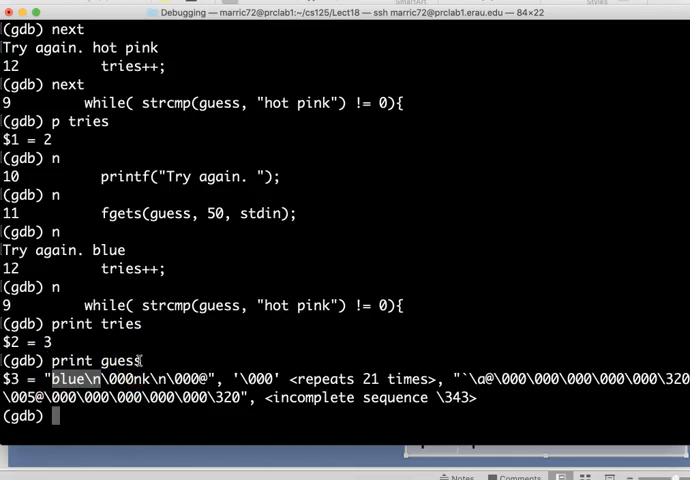 SmartArt
Styles
Debugging — marric72@prclab1:~/cs125/Lect18 — ssh marric72@prclab1.erau.edu — 84×22
(gdb) next
Try again. hot pink
12 tries++;
(gdb) next
9 while( strcmp(guess, "hot pink") != 0){
(gdb) p tries
$1 = 2
(gdb) n
10 printf("Try again. ");
(gdb) n
11 fgets(guess, 50, stdin);
(gdb) n
Try again. blue
12 tries++;
(gdb) n
9 while( strcmp(guess, "hot pink") != 0){
(gdb) print tries
$2 = 3
(gdb) print guess
$3 = "blue\n\000nk\n\000@", '\000' <repeats 21 times>, "`\a@\000\000\000\000\000\320
\005@\000\000\000\000\000\320", <incomplete sequence \343>
(gdb)
Notes Comments